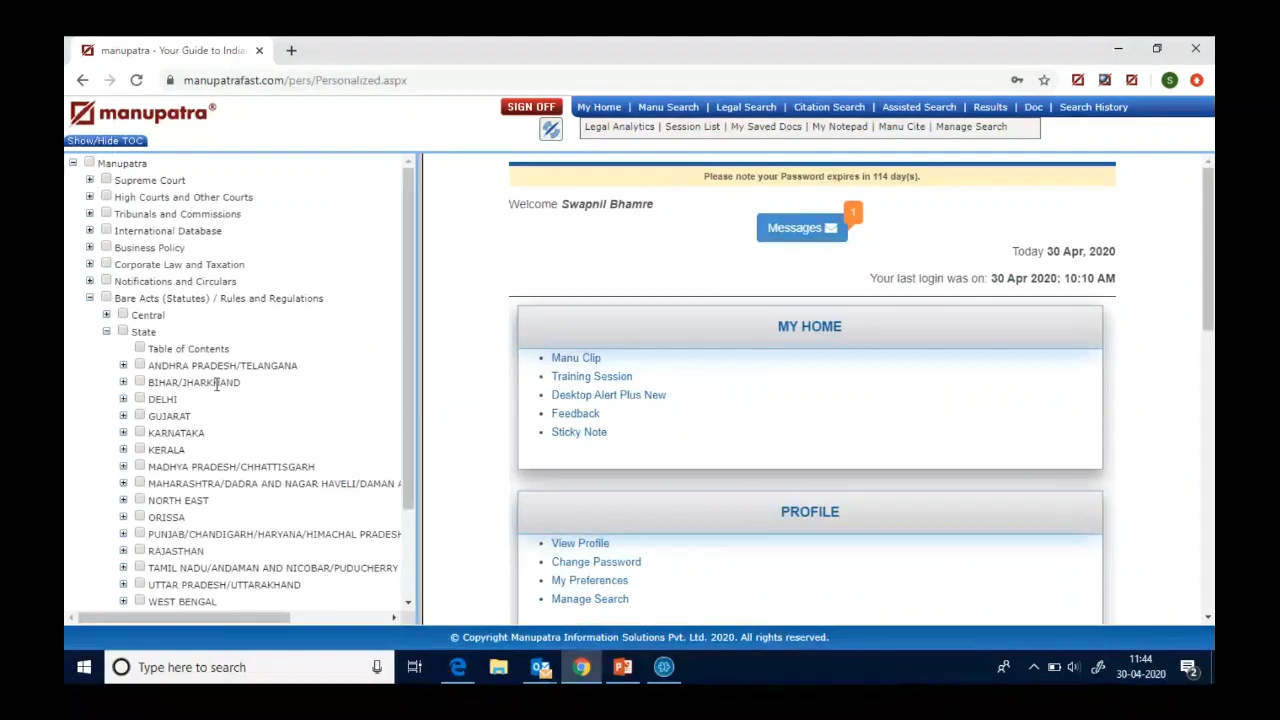 manupatra - Your Guide to India
manupatrafast.com/pers/Personalized.aspx
S
manupatra®
SIGN OFF
My Home | Manu Search | Legal Search | Citation Search | Assisted Search | Results | Doc | Search History
Legal Analytics | Session List | My Saved Docs | My Notepad | Manu Cite | Manage Search
Show/Hide TOC
Manupatra
Supreme Court
High Courts and Other Courts
Tribunals and Commissions
International Database
Business Policy
Corporate Law and Taxation
Notifications and Circulars
Bare Acts (Statutes) / Rules and Regulations
Central
State
Table of Contents
ANDHRA PRADESH/TELANGANA
BIHAR/JHARKHAND
DELHI
GUJARAT
KARNATAKA
KERALA
MADHYA PRADESH/CHHATTISGARH
MAHARASHTRA/DADRA AND NAGAR HAVELI/DAMAN A
NORTH EAST
ORISSA
PUNJAB/CHANDIGARH/HARYANA/HIMACHAL PRADESH
RAJASTHAN
TAMIL NADU/ANDAMAN AND NICOBAR/PUDUCHERRY
UTTAR PRADESH/UTTARAKHAND
WEST BENGAL
Please note your Password expires in 114 day(s).
Welcome Swapnil Bhamre
Messages 1
Today 30 Apr, 2020
Your last login was on: 30 Apr 2020; 10:10 AM
MY HOME
• Manu Clip
• Training Session
• Desktop Alert Plus New
• Feedback
• Sticky Note
PROFILE
• View Profile
• Change Password
• My Preferences
• Manage Search
© Copyright Manupatra Information Solutions Pvt. Ltd. 2020. All rights reserved.
Type here to search
11:44
30-04-2020
2